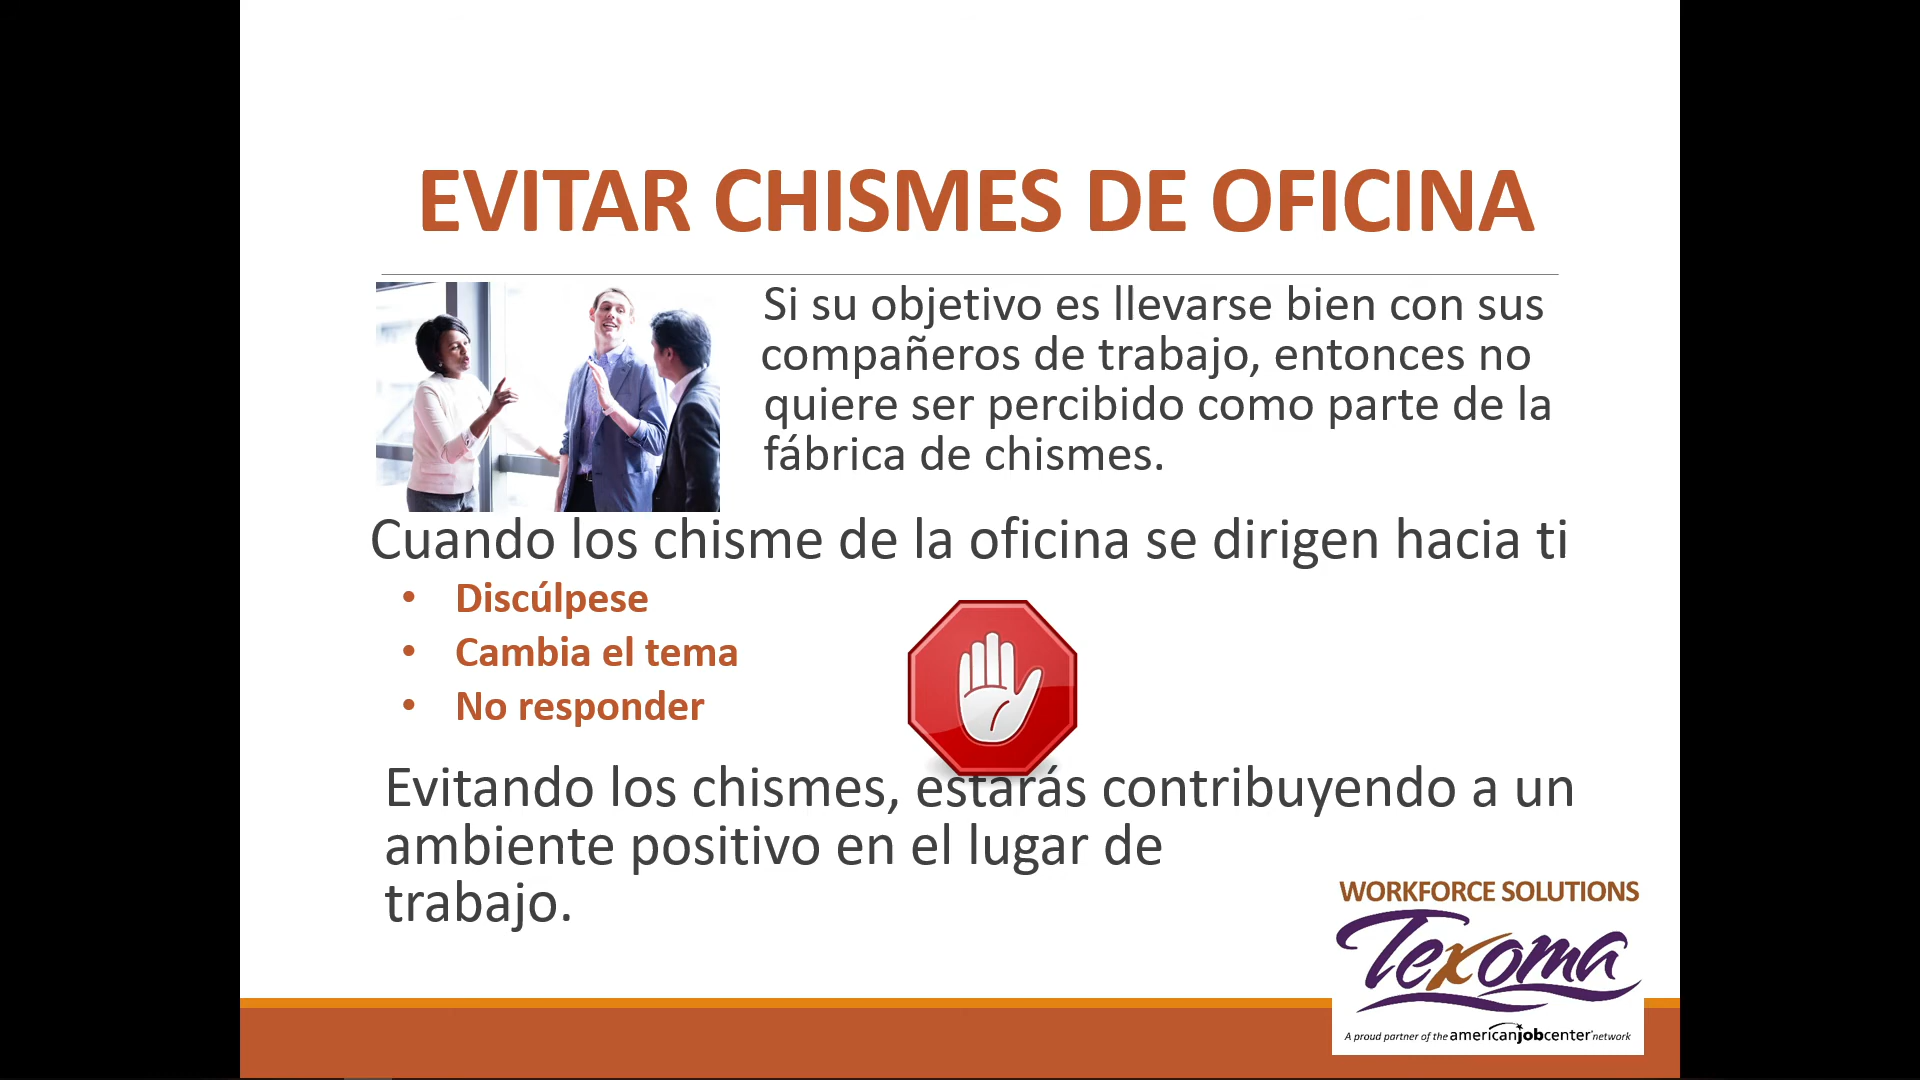 EVITAR CHISMES DE OFICINA
Si su objetivo es llevarse bien con sus
compañeros de trabajo, entonces no
quiere ser percibido como parte de la
fábrica de chismes.
Cuando los chisme de la oficina se dirigen hacia ti
• Discúlpese
• Cambia el tema
• No responder
Evitando los chismes, estarás contribuyendo a un
ambiente positivo en el lugar de
trabajo.
WORKFORCE SOLUTIONS
Texoma
A proud partner of the americanjobcenter network